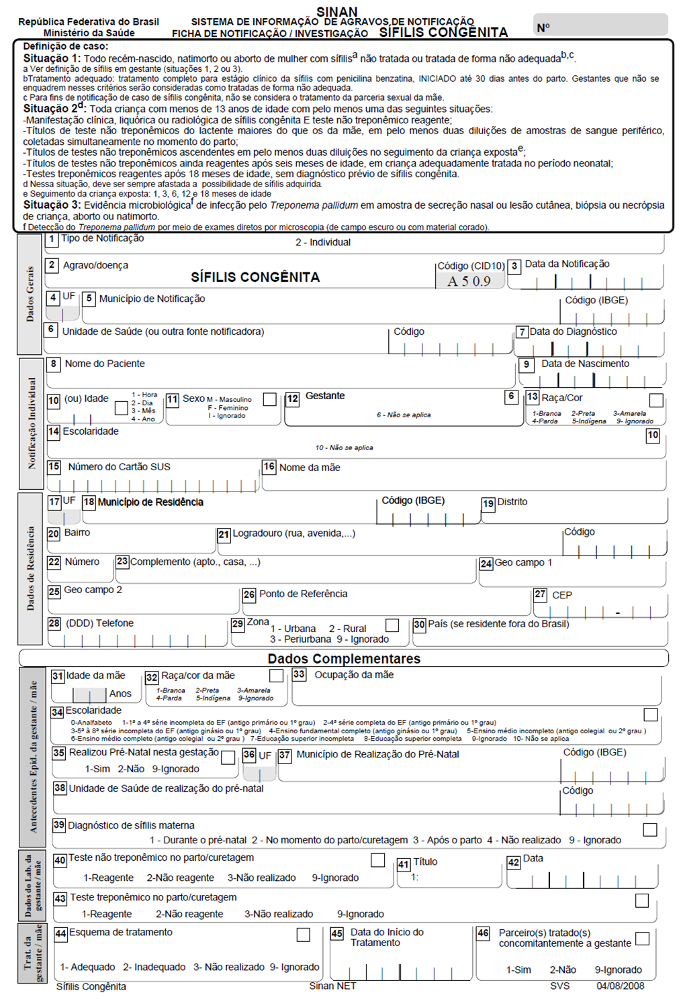 SINAN
República Federativa do Brasil
Ministério da Saúde
SISTEMA DE INFORMAÇÃO DE AGRAVOS DE NOTIFICAÇÃO
FICHA DE NOTIFICAÇÃO / INVESTIGAÇÃO SÍFILIS CONGÊNITA
Nº
Definição de caso:
Situação 1: Todo recém-nascido, natimorto ou aborto de mulher com sífilis a não tratada ou tratada de forma não adequada b,c.
a Ver definição de sífilis em gestante (situações 1, 2 ou 3).
bTratamento adequado: tratamento completo para estágio clínico da sífilis com penicilina benzatina, INICIADO até 30 dias antes do parto. Gestantes que não se
enquadrem nesses critérios serão consideradas como tratadas de forma não adequada.
c Para fins de notificação de caso de sífilis congênita, não se considera o tratamento da parceria sexual da mãe.
Situação 2d: Toda criança com menos de 13 anos de idade com pelo menos uma das seguintes situações:
-Manifestação clínica, liquórica ou radiológica de sífilis congênita E teste não treponêmico reagente;
-Títulos de teste não treponêmicos do lactente maiores do que os da mãe, em pelo menos duas diluições de amostras de sangue periférico,
coletadas simultaneamente no momento do parto;
-Títulos de testes não treponêmicos ascendentes em pelo menos duas diluições no seguimento da criança exposta e;
-Títulos de testes não treponêmicos ainda reagentes após seis meses de idade, em criança adequadamente tratada no período neonatal;
-Testes treponêmicos reagentes após 18 meses de idade, sem diagnóstico prévio de sífilis congênita.
d Nessa situação, deve ser sempre afastada a possibilidade de sífilis adquirida.
e Seguimento da criança exposta: 1, 3, 6, 12 e 18 meses de idade
Situação 3: Evidência microbiológica f de infecção pelo Treponema pallidum em amostra de secreção nasal ou lesão cutânea, biópsia ou necrópsia
de criança, aborto ou natimorto.
f Detecção do Treponema pallidum por meio de exames diretos por microscopia (de campo escuro ou com material corado).
Dados Gerais
1 Tipo de Notificação
2 - Individual
2 Agravo/doença
SÍFILIS CONGÊNITA
Código (CID10)
A 5 0.9
3 Data da Notificação
4 UF
5 Município de Notificação
Código (IBGE)
6 Unidade de Saúde (ou outra fonte notificadora)
Código
7 Data do Diagnóstico
Notificação Individual
8 Nome do Paciente
9 Data de Nascimento
10 (ou) Idade
1 - Hora
2 - Dia
3 - Mês
4 - Ano
11 Sexo M - Masculino
F - Feminino
I - Ignorado
12 Gestante
6
6 - Não se aplica
13 Raça/Cor
1-Branca 2-Preta 3-Amarela
4-Parda 5-Indígena 9- Ignorado
14 Escolaridade
10
10 - Não se aplica
15 Número do Cartão SUS
16 Nome da mãe
Dados de Residência
17 UF
18 Município de Residência
Código (IBGE)
19 Distrito
20 Bairro
21 Logradouro (rua, avenida,...)
Código
22 Número
23 Complemento (apto., casa, ...)
24 Geo campo 1
25 Geo campo 2
26 Ponto de Referência
27 CEP
-
28 (DDD) Telefone
29 Zona
1 - Urbana 2 - Rural
3 - Periurbana 9 - Ignorado
30 País (se residente fora do Brasil)
Dados Complementares
Antecedentes Epid. da gestante / mãe
31 Idade da mãe
Anos
32 Raça/cor da mãe
1-Branca 2-Preta 3-Amarela
4-Parda 5-Indígena 9-Ignorado
33 Ocupação da mãe
34 Escolaridade
0-Analfabeto 1-1ª a 4ª série incompleta do EF (antigo primário ou 1º grau) 2-4ª série completa do EF (antigo primário ou 1º grau)
3-5ª à 8ª série incompleta do EF (antigo ginásio ou 1º grau) 4-Ensino fundamental completo (antigo ginásio ou 1º grau) 5-Ensino médio incompleto (antigo colegial ou 2º grau )
6-Ensino médio completo (antigo colegial ou 2º grau ) 7-Educação superior incompleta 8-Educação superior completa 9-Ignorado 10- Não se aplica
35 Realizou Pré-Natal nesta gestação
1-Sim 2-Não 9-Ignorado
36 UF
37 Município de Realização do Pré-Natal
Código (IBGE)
38 Unidade de Saúde de realização do pré-natal
Código
39 Diagnóstico de sífilis materna
1 - Durante o pré-natal 2 - No momento do parto/curetagem 3 - Após o parto 4 - Não realizado 9 - Ignorado
Dados do Lab. da
gestante / mãe
40 Teste não treponêmico no parto/curetagem
1-Reagente 2-Não reagente 3-Não realizado 9-Ignorado
41 Título
1:
42 Data
43 Teste treponêmico no parto/curetagem
1-Reagente 2-Não reagente 3-Não realizado 9-Ignorado
Trat. da
gestante / mãe
44 Esquema de tratamento
1- Adequado 2- Inadequado 3- Não realizado 9- Ignorado
45 Data do Início do
Tratamento
46 Parceiro(s) tratado(s)
concomitantemente a gestante
1-Sim 2-Não 9-Ignorado
Sífilis Congênita Sinan NET SVS 04/08/2008